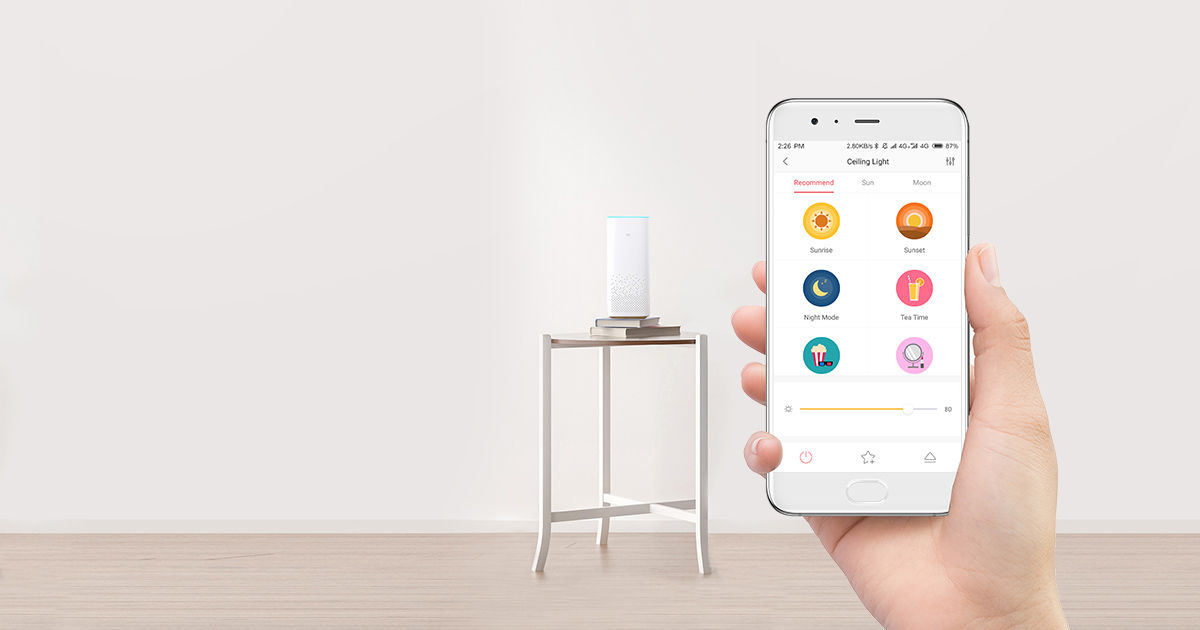 2:26 PM 2.80KB/s 4G 4G 87%
Ceiling Light
Recommend Sun Moon
Sunrise Sunset
Night Mode Tea Time
80